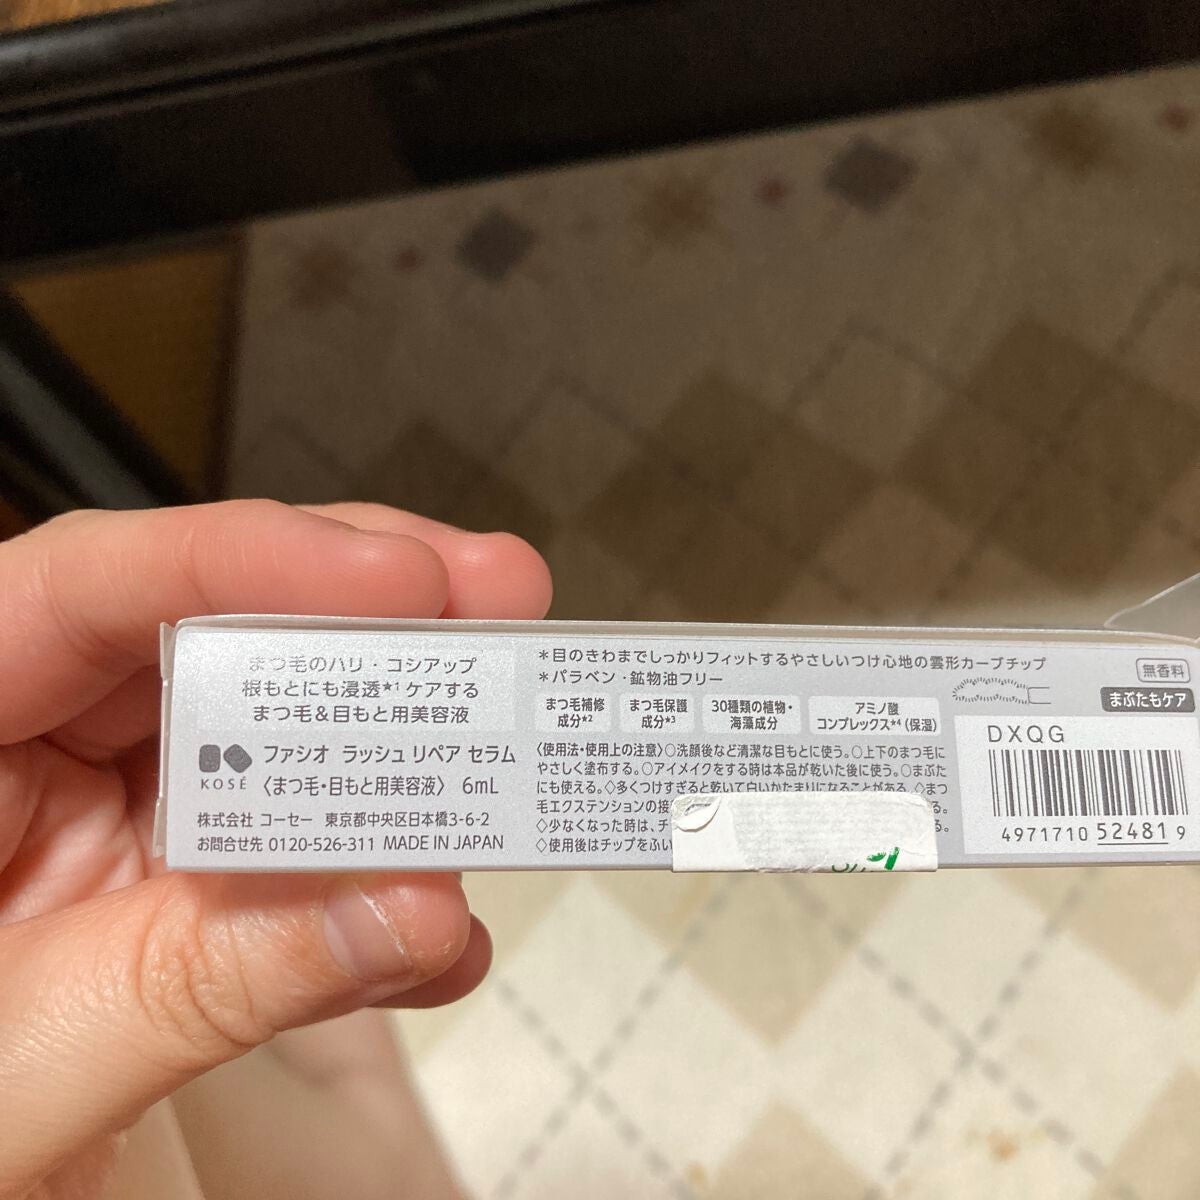 まつ毛のハリ・コシアップ
根もとにも浸透★1ケアする
まつ毛&目もと用美容液
KOSÉ
ファシオ ラッシュ リペア セラム
〈まつ毛・目もと用美容液〉 6mL
株式会社 コーセー 東京都中央区日本橋3-6-2
お問合せ先 0120-526-311 MADE IN JAPAN
*目のきわまでしっかりフィットするやさしいつけ心地の雲形カーブチップ
*パラベン・鉱物油フリー
まつ毛補修
成分★2
まつ毛保護
成分★3
30種類の植物・
海藻成分
アミノ酸
コンプレックス★4(保湿)
〈使用法・使用上の注意〉○洗顔後など清潔な目もとに使う。○上下のまつ毛に
やさしく塗布する。○アイメイクをする時は本品が乾いた後に使う。○まぶた
にも使える。◇多くつけすぎると乾いて白いかたまりになることがある。◇まつ
毛エクステンションの接
る。
◇少なくなった時は、チ
る。
◇使用後はチップをふい
無香料
まぶたもケア
DXQG
4971710 524819